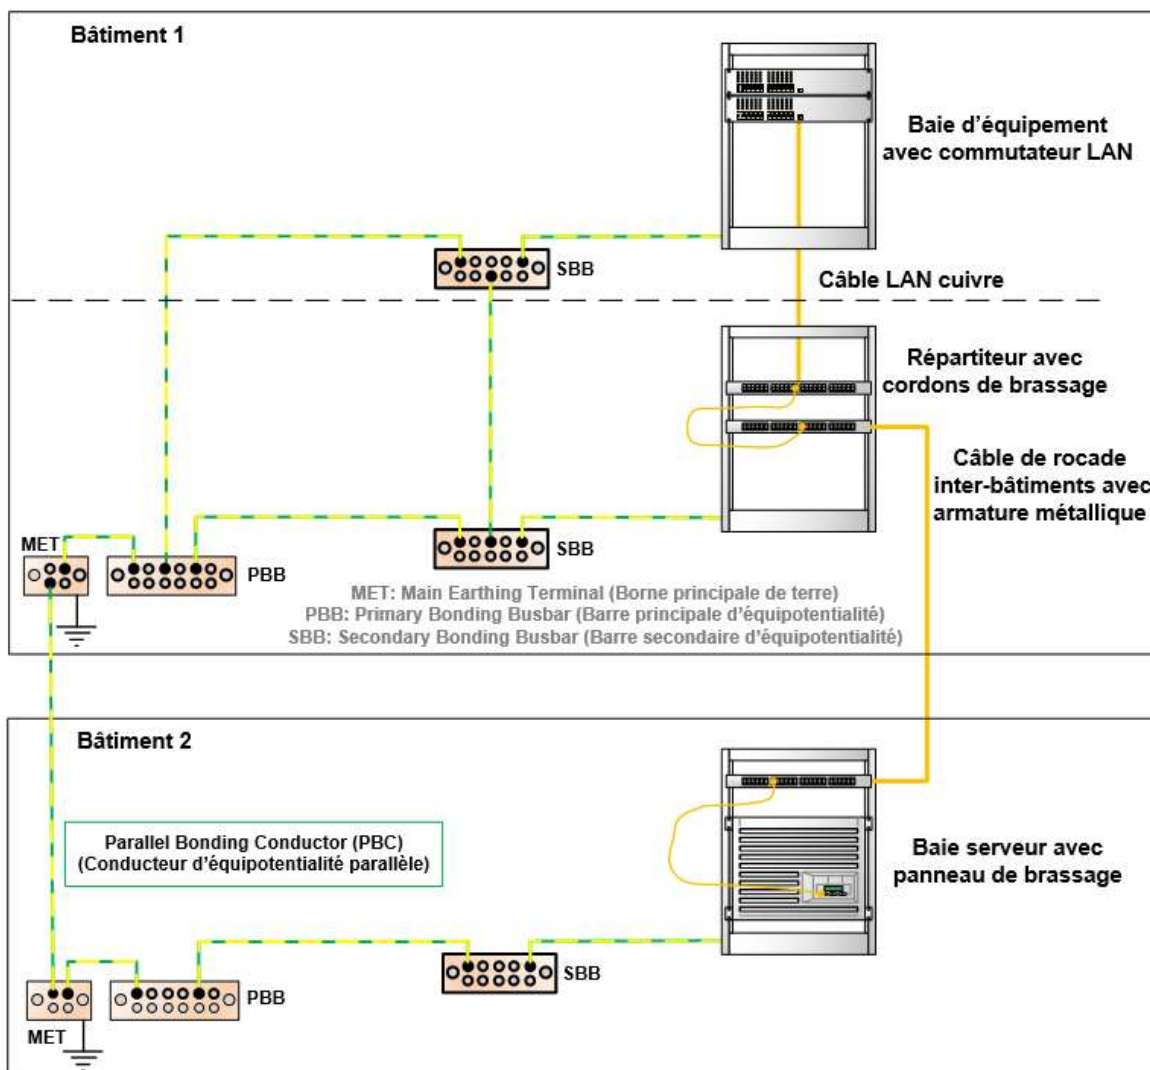 Bâtiment 1
Baie d’équipement
avec commutateur LAN
SBB
Câble LAN cuivre
Répartiteur avec
cordons de brassage
Câble de rocade
inter-bâtiments avec
armature métallique
MET
PBB
SBB
MET: Main Earthing Terminal (Borne principale de terre)
PBB: Primary Bonding Busbar (Barre principale d’équipotentialité)
SBB: Secondary Bonding Busbar (Barre secondaire d’équipotentialité)
Bâtiment 2
Parallel Bonding Conductor (PBC)
(Conducteur d’équipotentialité parallèle)
Baie serveur avec
panneau de brassage
SBB
PBB
MET